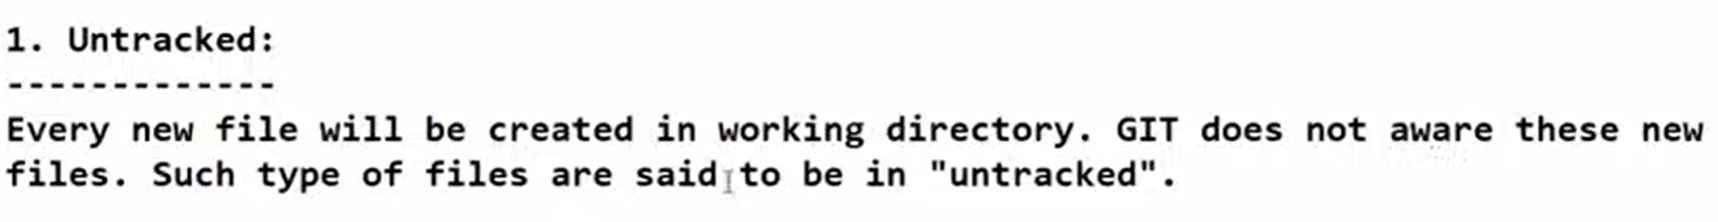 1. Untracked:
-------------
Every new file will be created in working directory. GIT does not aware these new
files. Such type of files are said to be in "untracked".